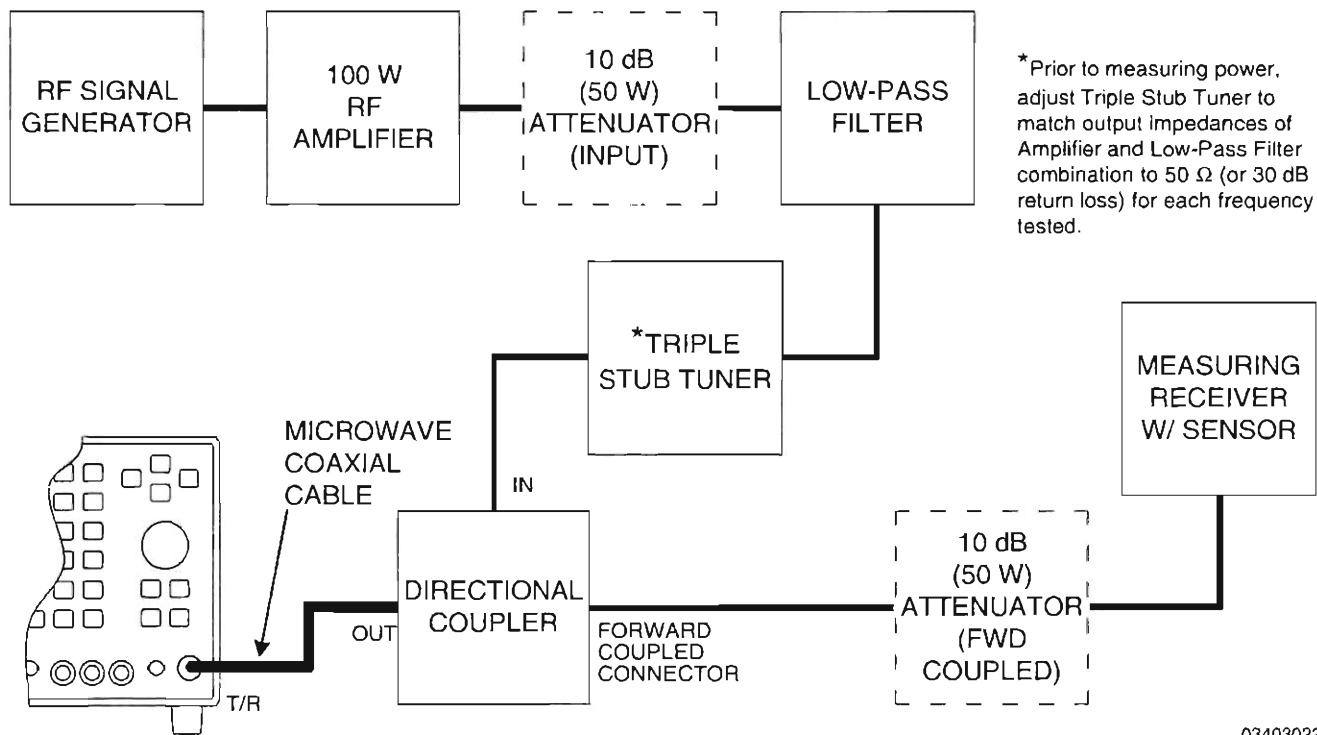 RF SIGNAL
GENERATOR
100 W
RF
AMPLIFIER
10 dB
(50 W)
ATTENUATOR
(INPUT)
LOW-PASS
FILTER
*Prior to measuring power,
adjust Triple Stub Tuner to
match output impedances of
Amplifier and Low-Pass Filter
combination to 50 Ω (or 30 dB
return loss) for each frequency
tested.
*TRIPLE
STUB TUNER
MEASURING
RECEIVER
W/ SENSOR
MICROWAVE
COAXIAL
CABLE
IN
DIRECTIONAL
COUPLER
OUT
FORWARD
COUPLED
CONNECTOR
10 dB
(50 W)
ATTENUATOR
(FWD
COUPLED)
T/R